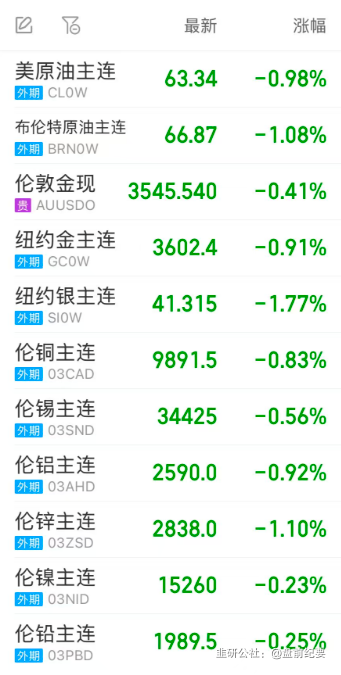 最新 涨幅
美原油主连 63.34 -0.98%
外期 CL0W
布伦特原油主连 66.87 -1.08%
外期 BRN0W
伦敦金现 3545.540 -0.41%
贵 AUUSDO
纽约金主连 3602.4 -0.91%
外期 GC0W
纽约银主连 41.315 -1.77%
外期 SI0W
伦铜主连 9891.5 -0.83%
外期 03CAD
伦锡主连 34425 -0.56%
外期 03SND
伦铝主连 2590.0 -0.92%
外期 03AHD
伦锌主连 2838.0 -1.10%
外期 03ZSD
伦镍主连 15260 -0.23%
外期 03NID
伦铅主连 1989.5 -0.25%
外期 03PBD
韭研公社：@盘前纪要